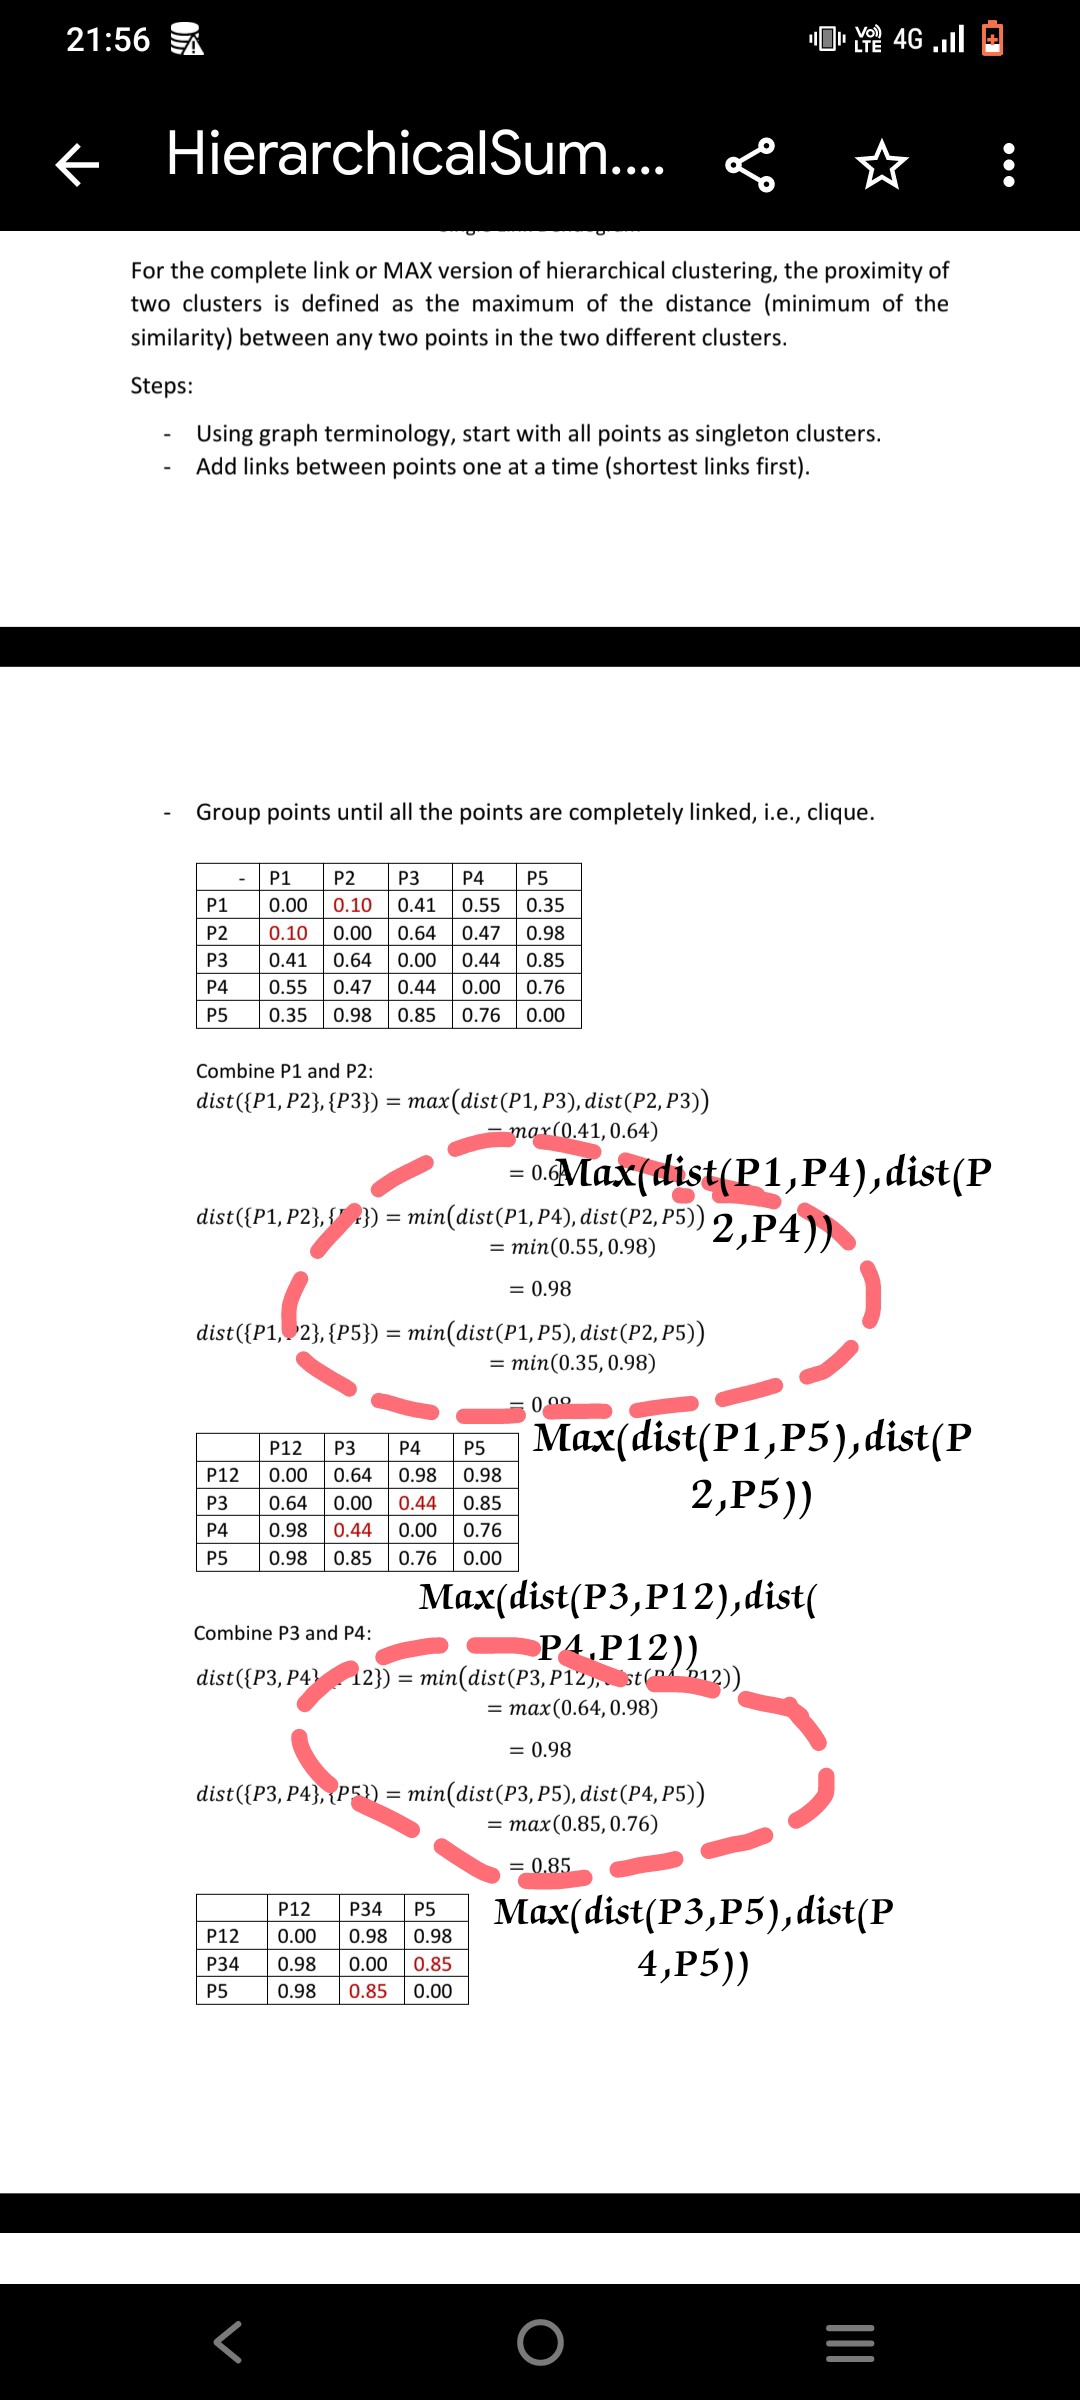 21:56 Vo)) LTE 4G
HierarchicalSum....
For the complete link or MAX version of hierarchical clustering, the proximity of
two clusters is defined as the maximum of the distance (minimum of the
similarity) between any two points in the two different clusters.
Steps:
- Using graph terminology, start with all points as singleton clusters.
- Add links between points one at a time (shortest links first).
- Group points until all the points are completely linked, i.e., clique.
- P1 P2 P3 P4 P5
P1 0.00 0.10 0.41 0.55 0.35
P2 0.10 0.00 0.64 0.47 0.98
P3 0.41 0.64 0.00 0.44 0.85
P4 0.55 0.47 0.44 0.00 0.76
P5 0.35 0.98 0.85 0.76 0.00
Combine P1 and P2:
dist({P1, P2}, {P3}) = max(dist(P1, P3), dist(P2, P3))
= max(0.41, 0.64)
= 0.64
Max(dist(P1,P4),dist(P
2,P4))
dist({P1, P2}, {P4}) = min(dist(P1, P4), dist(P2, P5))
= min(0.55, 0.98)
= 0.98
dist({P1, P2}, {P5}) = min(dist(P1, P5), dist(P2, P5))
= min(0.35, 0.98)
= 0.98
Max(dist(P1,P5),dist(P
2,P5))
P12 P3 P4 P5
P12 0.00 0.64 0.98 0.98
P3 0.64 0.00 0.44 0.85
P4 0.98 0.44 0.00 0.76
P5 0.98 0.85 0.76 0.00
Max(dist(P3,P12),dist(
P4,P12))
Combine P3 and P4:
dist({P3, P4}, {P12}) = min(dist(P3, P12), dist(P4, P12))
= max(0.64, 0.98)
= 0.98
dist({P3, P4}, {P5}) = min(dist(P3, P5), dist(P4, P5))
= max(0.85, 0.76)
= 0.85
Max(dist(P3,P5),dist(P
4,P5))
P12 P34 P5
P12 0.00 0.98 0.98
P34 0.98 0.00 0.85
P5 0.98 0.85 0.00